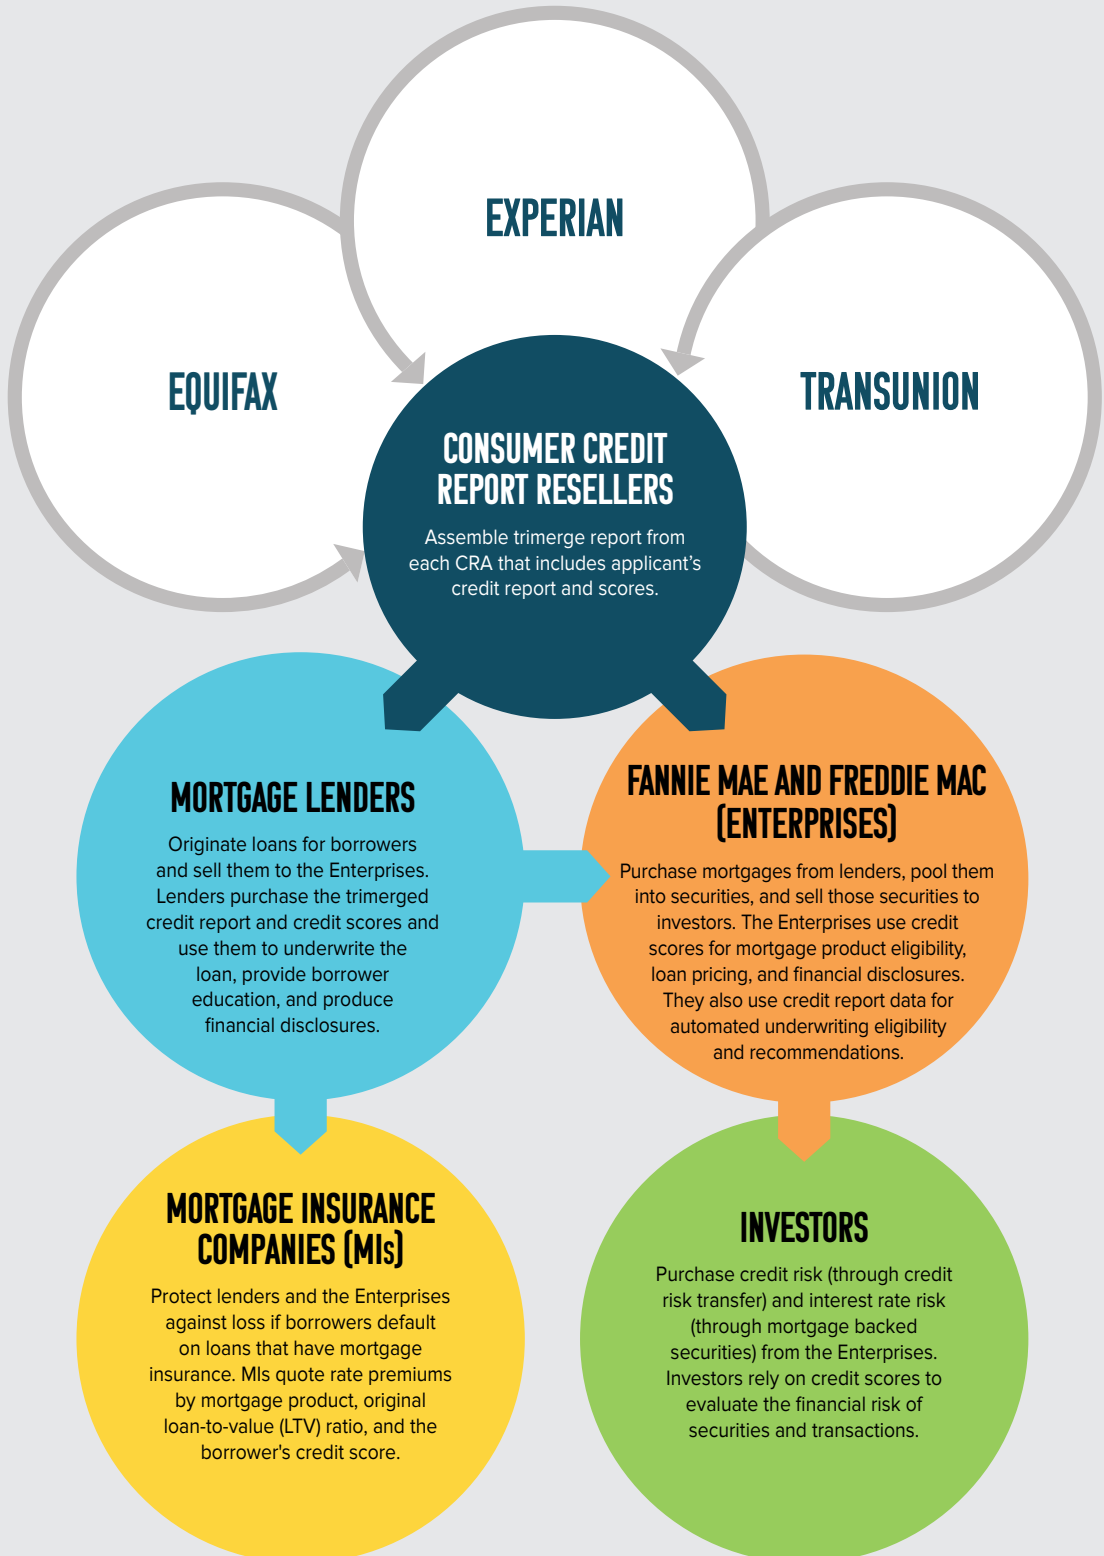 EXPERIAN
EQUIFAX
TRANSUNION
CONSUMER CREDIT
REPORT RESELLERS
Assemble trimerge report from
each CRA that includes applicant's
credit report and scores.
MORTGAGE LENDERS
Originate loans for borrowers
and sell them to the Enterprises.
Lenders purchase the trimerged
credit report and credit scores and
use them to underwrite the
loan, provide borrower
education, and produce
financial disclosures.
FANNIE MAE AND FREDDIE MAC
(ENTERPRISES)
Purchase mortgages from lenders, pool them
into securities, and sell those securities to
investors. The Enterprises use credit
scores for mortgage product eligibility,
loan pricing, and financial disclosures.
They also use credit report data for
automated underwriting eligibility
and recommendations.
MORTGAGE INSURANCE
COMPANIES (MIs)
Protect lenders and the Enterprises
against loss if borrowers default
on loans that have mortgage
insurance. MIs quote rate premiums
by mortgage product, original
loan-to-value (LTV) ratio, and the
borrower's credit score.
INVESTORS
Purchase credit risk (through credit
risk transfer) and interest rate risk
(through mortgage backed
securities) from the Enterprises.
Investors rely on credit scores to
evaluate the financial risk of
securities and transactions.